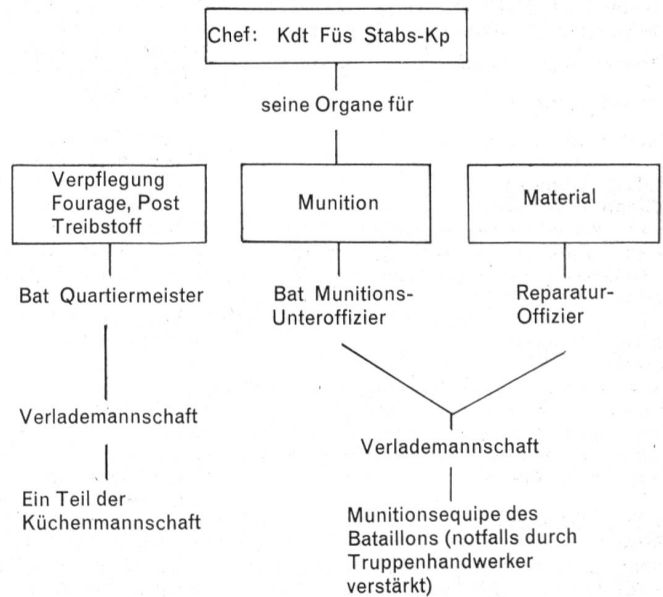 Chef: Kdt Füs Stabs-Kp
seine Organe für
Verpflegung
Fourage, Post
Treibstoff
Munition
Material
Bat Quartiermeister
Bat Munitions-
Unteroffizier
Reparatur-
Offizier
Verlademannschaft
Verlademannschaft
Ein Teil der
Küchenmannschaft
Munitionsequipe des
Bataillons (notfalls durch
Truppenhandwerker
verstärkt)